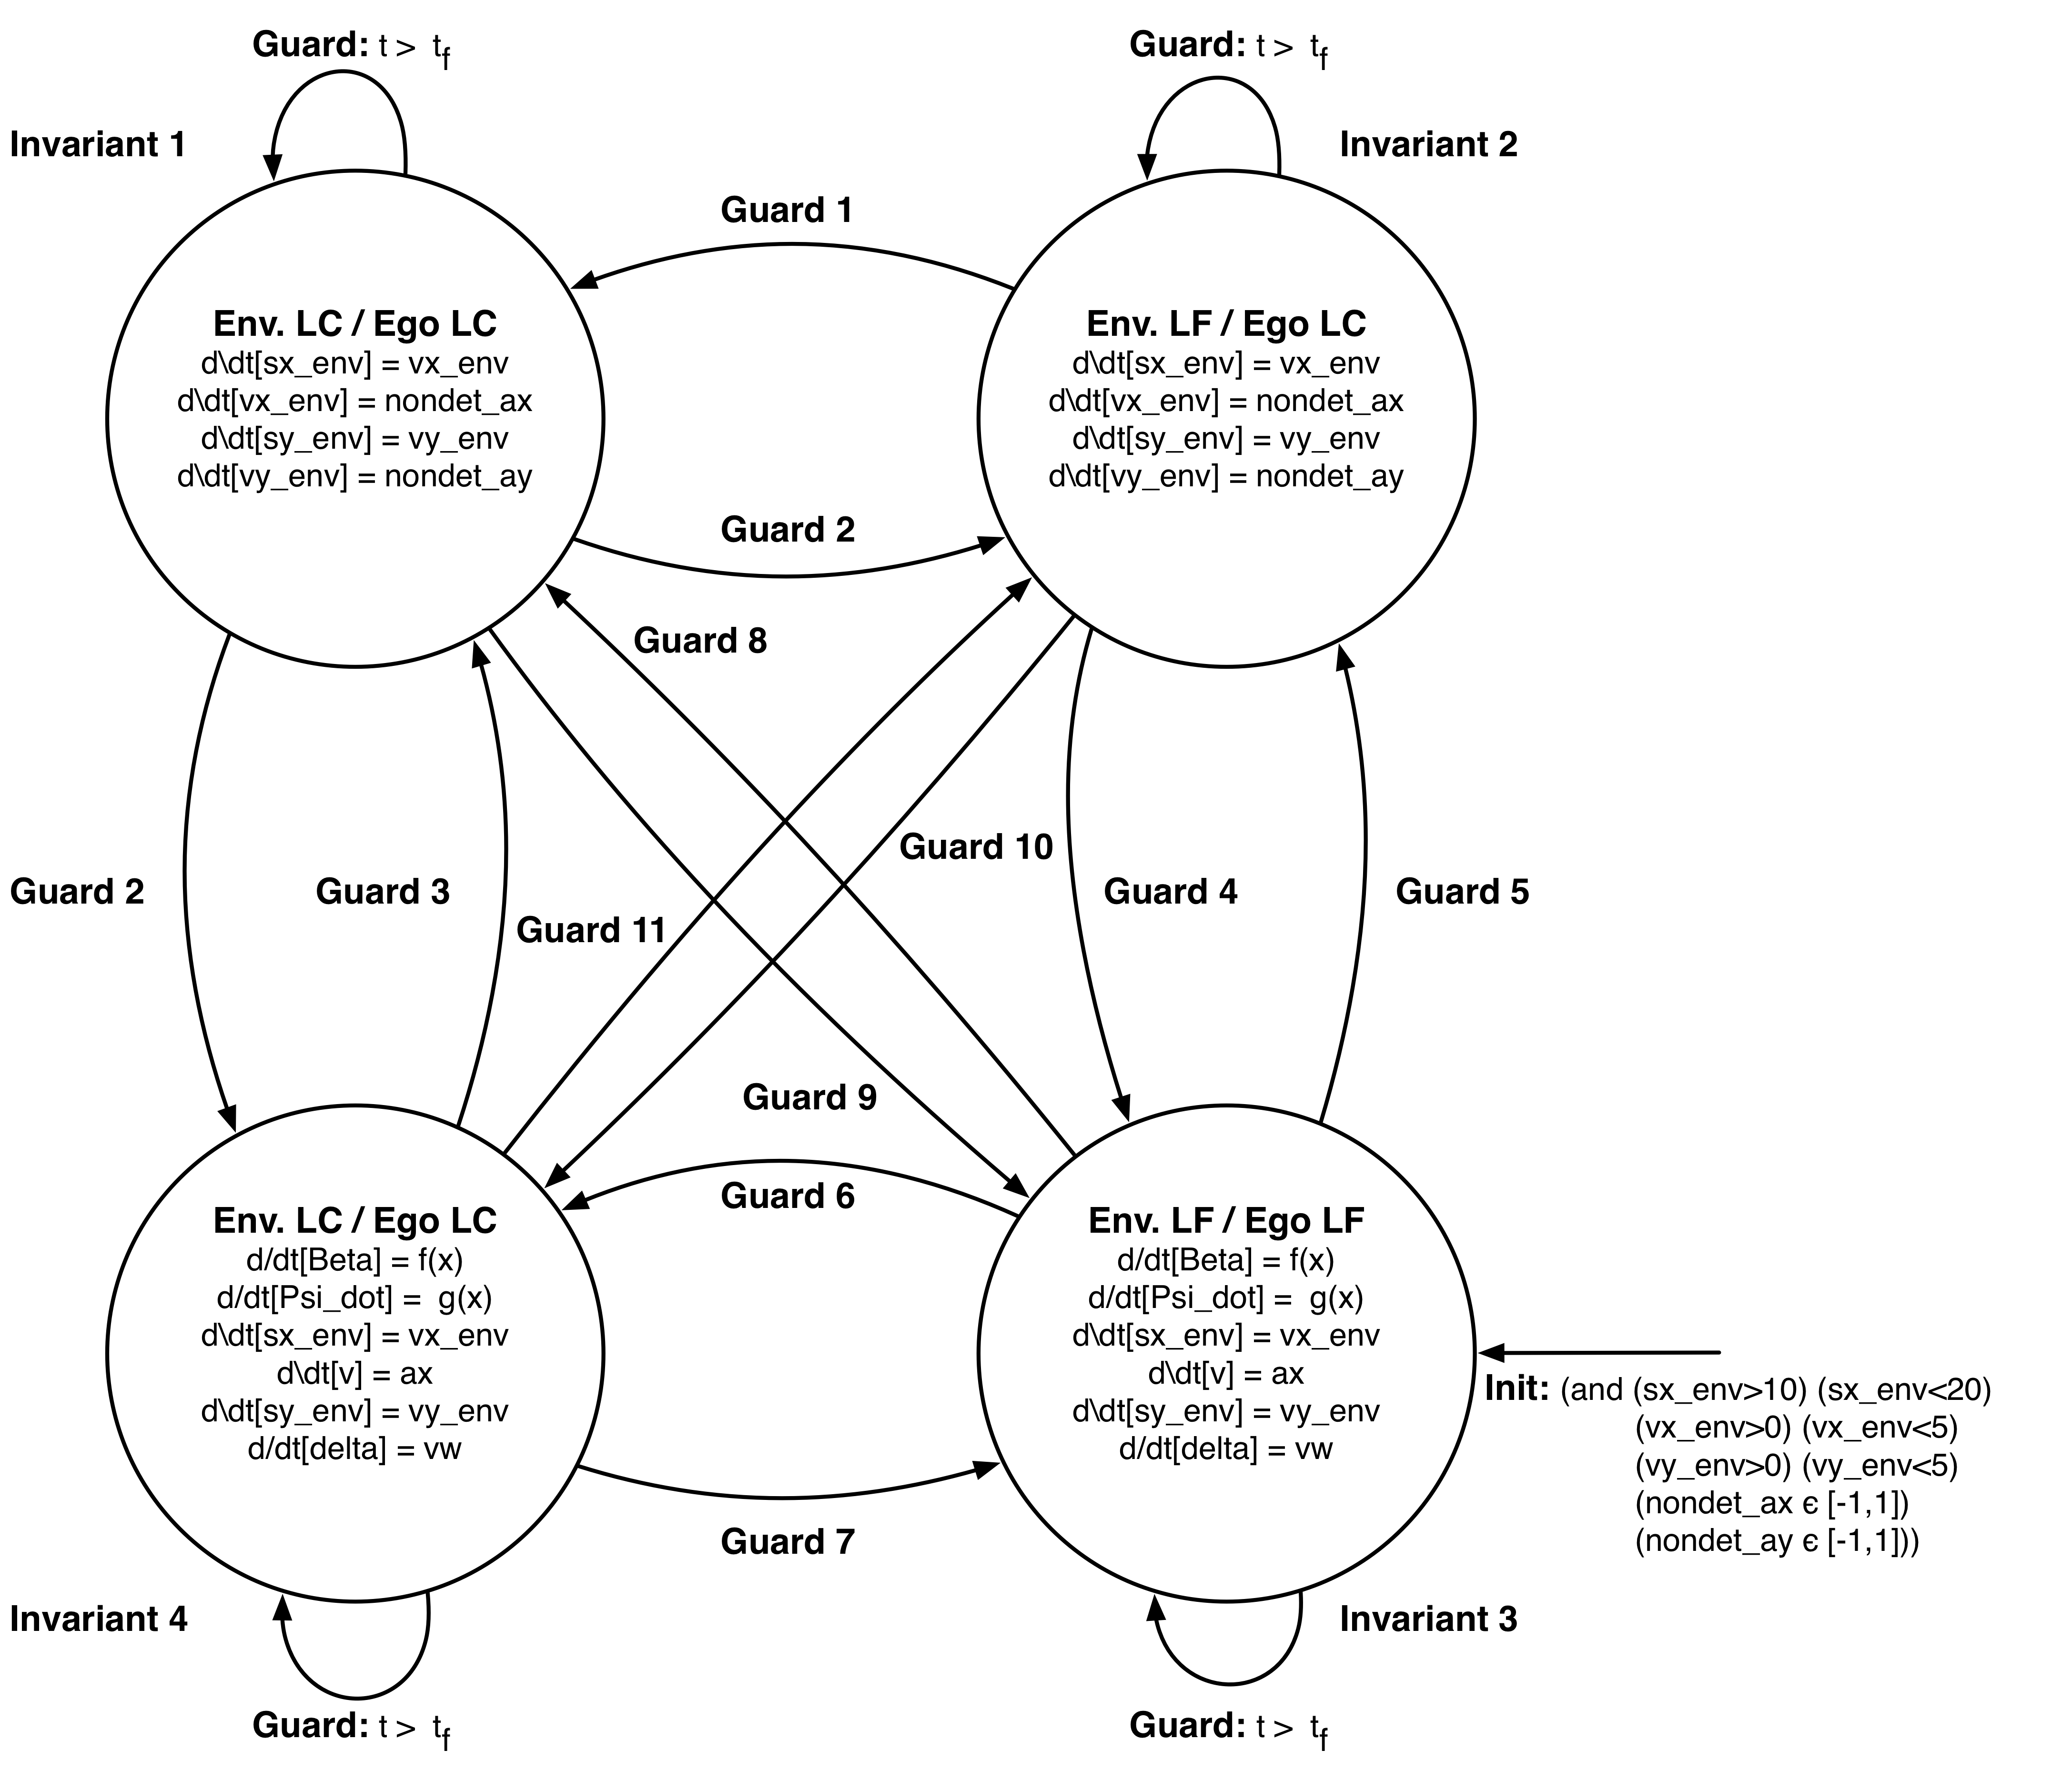 Guard: t > tf
Guard: t > tf
Invariant 1
Invariant 2
Guard 1
Env. LC / Ego LC
d\dt[sx_env] = vx_env
d\dt[vx_env] = nondet_ax
d\dt[sy_env] = vy_env
d\dt[vy_env] = nondet_ay
Env. LF / Ego LC
d\dt[sx_env] = vx_env
d\dt[vx_env] = nondet_ax
d\dt[sy_env] = vy_env
d\dt[vy_env] = nondet_ay
Guard 2
Guard 8
Guard 10
Guard 2
Guard 3
Guard 4
Guard 5
Guard 11
Guard 9
Guard 6
Env. LC / Ego LC
d/dt[Beta] = f(x)
d/dt[Psi_dot] = g(x)
d\dt[sx_env] = vx_env
d\dt[v] = ax
d\dt[sy_env] = vy_env
d/dt[delta] = vw
Env. LF / Ego LF
d/dt[Beta] = f(x)
d/dt[Psi_dot] = g(x)
d\dt[sx_env] = vx_env
d\dt[v] = ax
d\dt[sy_env] = vy_env
d/dt[delta] = vw
Init: (and (sx_env>10) (sx_env<20)
(vx_env>0) (vx_env<5)
(vy_env>0) (vy_env<5)
(nondet_ax є [-1,1])
(nondet_ay є [-1,1]))
Guard 7
Invariant 4
Invariant 3
Guard: t > tf
Guard: t > tf